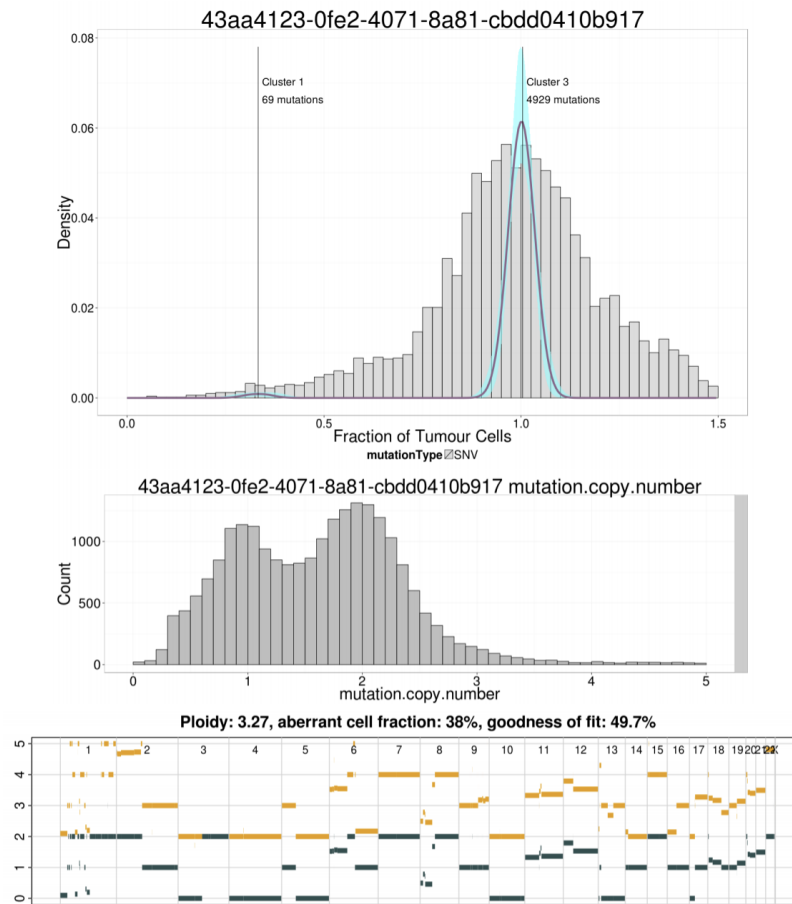 43aa4123-0fe2-4071-8a81-cbdd0410b917
0.08
0.06
0.04
0.02
0.00
Density
Cluster 1
69 mutations
Cluster 3
4929 mutations
0.0 0.5 1.0 1.5
Fraction of Tumour Cells
mutationType SNV
43aa4123-0fe2-4071-8a81-cbdd0410b917 mutation.copy.number
1000
500
0
Count
0 1 2 3 4 5
mutation.copy.number
Ploidy: 3.27, aberrant cell fraction: 38%, goodness of fit: 49.7%
5
4
3
2
1
0
1 2 3 4 5 6 7 8 9 10 11 12 13 14 15 16 17 18 19 20 21 X